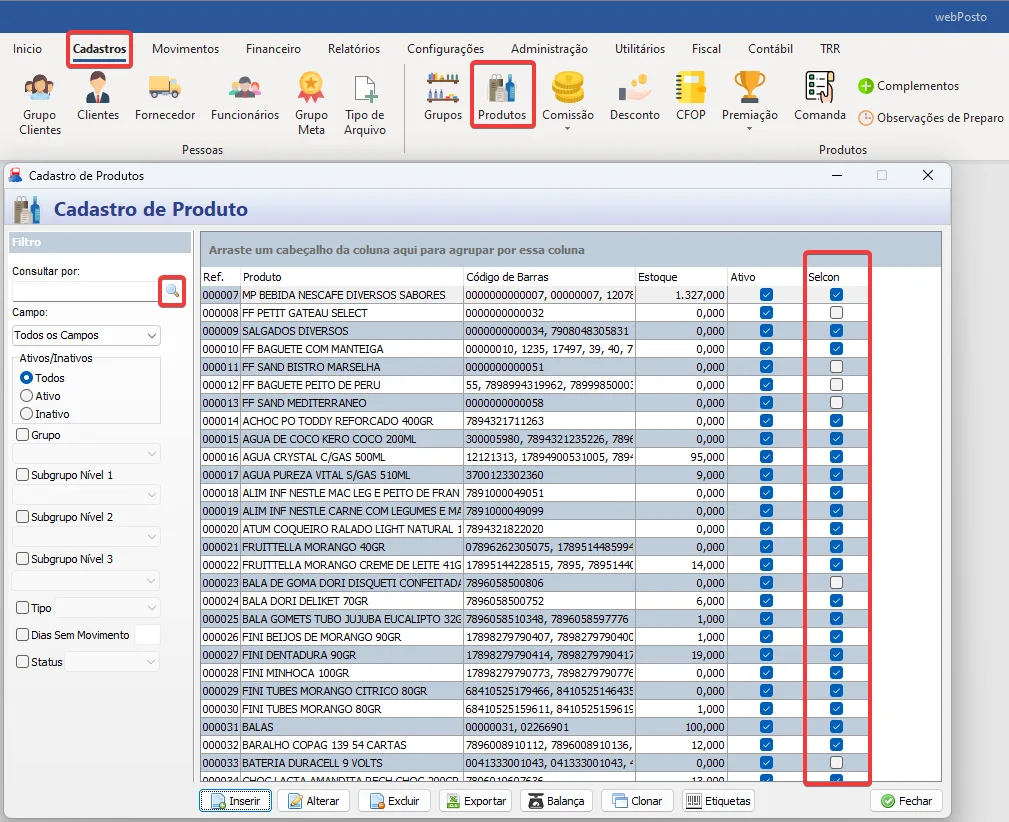 webPosto
Inicio Cadastros Movimentos Financeiro Relatórios Configurações Administração Utilitários Fiscal Contábil TRR
Grupo Clientes Clientes Fornecedor Funcionários Grupo Meta Tipo de Arquivo Grupos Produtos Comissão Desconto CFOP Premiação Comanda Complementos
Observações de Preparo
Pessoas Produtos
Cadastro de Produtos
Cadastro de Produto
Filtro
Consultar por:
Campo:
Todos os Campos
Ativos/Inativos
Todos
Ativo
Inativo
Grupo
Subgrupo Nível 1
Subgrupo Nível 2
Subgrupo Nível 3
Tipo
Dias Sem Movimento
Status
Arraste um cabeçalho da coluna aqui para agrupar por essa coluna
Ref. Produto Código de Barras Estoque Ativo Selcon
000007 MP BEBIDA NESCAFE DIVERSOS SABORES 0000000000007, 00000007, 12078 1.327,000
000008 FF PETIT GATEAU SELECT 0000000000032 0,000
000009 SALGADOS DIVERSOS 0000000000034, 7908048305831 0,000
000010 FF BAGUETE COM MANTEIGA 00000010, 1235, 17497, 39, 40, 7 0,000
000011 FF SAND BISTRO MARSELHA 0000000000051 0,000
000012 FF BAGUETE PEITO DE PERU 55, 7898994319962, 78999850003 0,000
000013 FF SAND MEDITERRANEO 0000000000058 0,000
000014 ACHOC PO TODDY REFORCADO 400GR 7894321711263 0,000
000015 AGUA DE COCO KERO COCO 200ML 300005980, 7894321235226, 7896 0,000
000016 AGUA CRYSTAL C/GAS 500ML 12121313, 17894900531005, 7894 95,000
000017 AGUA PUREZA VITAL S/GAS 510ML 3700123302360 9,000
000018 ALIM INF NESTLE MAC LEG E PEITO DE FRAN 7891000049051 0,000
000019 ALIM INF NESTLE CARNE COM LEGUMES E MA 7891000049099 0,000
000020 ATUM COQUEIRO RALADO LIGHT NATURAL 1 7894321822020 0,000
000021 FRUITTELLA MORANGO 40GR 07896262305075, 1789514485994 0,000
000022 FRUITTELLA MORANGO CREME DE LEITE 41G 17895144228515, 7895, 7895144 14,000
000023 BALA DE GOMA DORI DISQUETI CONFEITADA 7896058500806 0,000
000024 BALA DORI DELIKET 70GR 7896058500752 6,000
000025 BALA GOMETS TUBO JUJUBA EUCALIPTO 32G 7896058510348, 7896058597776 1,000
000026 FINI BEIJOS DE MORANGO 90GR 17898279790407, 7898279790400 1,000
000027 FINI DENTADURA 90GR 17898279790414, 7898279790417 19,000
000028 FINI MINHOCA 100GR 17898279790773, 7898279790776 0,000
000029 FINI TUBES MORANGO CITRICO 80GR 68410525179466, 8410525146435 0,000
000030 FINI TUBES MORANGO 80GR 68410525159611, 8410525159619 1,000
000031 BALAS 00000031, 02266901 100,000
000032 BARALHO COPAG 139 54 CARTAS 7896008910112, 7896008910136, 12,000
000033 BATERIA DURACELL 9 VOLTS 0041333001043, 041333001043, 4 0,000
000034 CHOC LACTA AMANDITA RECH CHOC 200GR 7896019607636 13,000
Inserir Alterar Excluir Exportar Balança Clonar Etiquetas Fechar